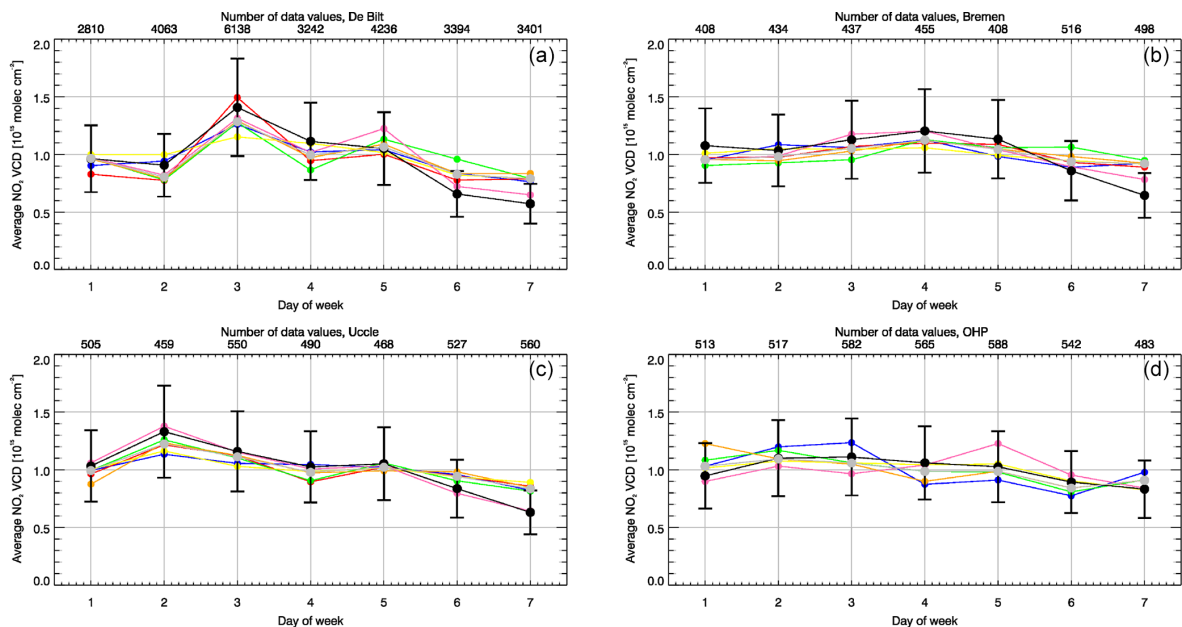 Number of data values, De Bilt
2810 4063 6138 3242 4236 3394 3401
(a)
2.0
1.5
1.0
0.5
0.0
Average NO₂ VCD [10¹⁵ molec cm⁻²]
1 2 3 4 5 6 7
Day of week
Number of data values, Bremen
408 434 437 455 408 516 498
(b)
2.0
1.5
1.0
0.5
0.0
Average NO₂ VCD [10¹⁵ molec cm⁻²]
1 2 3 4 5 6 7
Day of week
Number of data values, Uccle
505 459 550 490 468 527 560
(c)
2.0
1.5
1.0
0.5
0.0
Average NO₂ VCD [10¹⁵ molec cm⁻²]
1 2 3 4 5 6 7
Day of week
Number of data values, OHP
513 517 582 565 588 542 483
(d)
2.0
1.5
1.0
0.5
0.0
Average NO₂ VCD [10¹⁵ molec cm⁻²]
1 2 3 4 5 6 7
Day of week